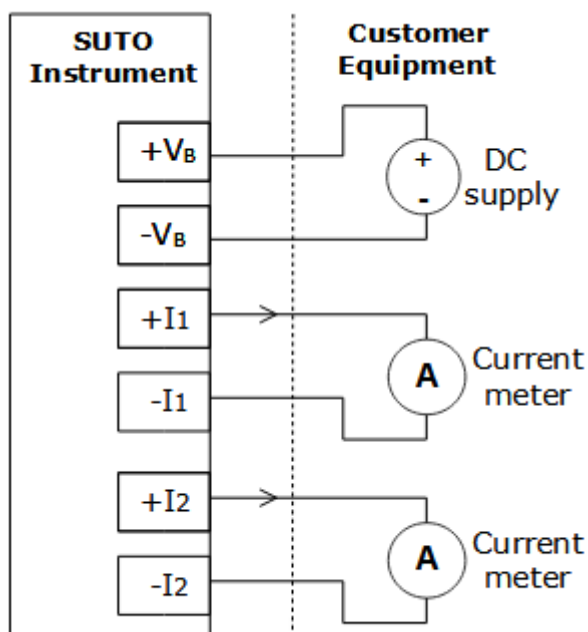 SUTO
Instrument
Customer
Equipment
+VB
-VB
+
-
DC
supply
+I1
-I1
A
Current
meter
+I2
-I2
A
Current
meter